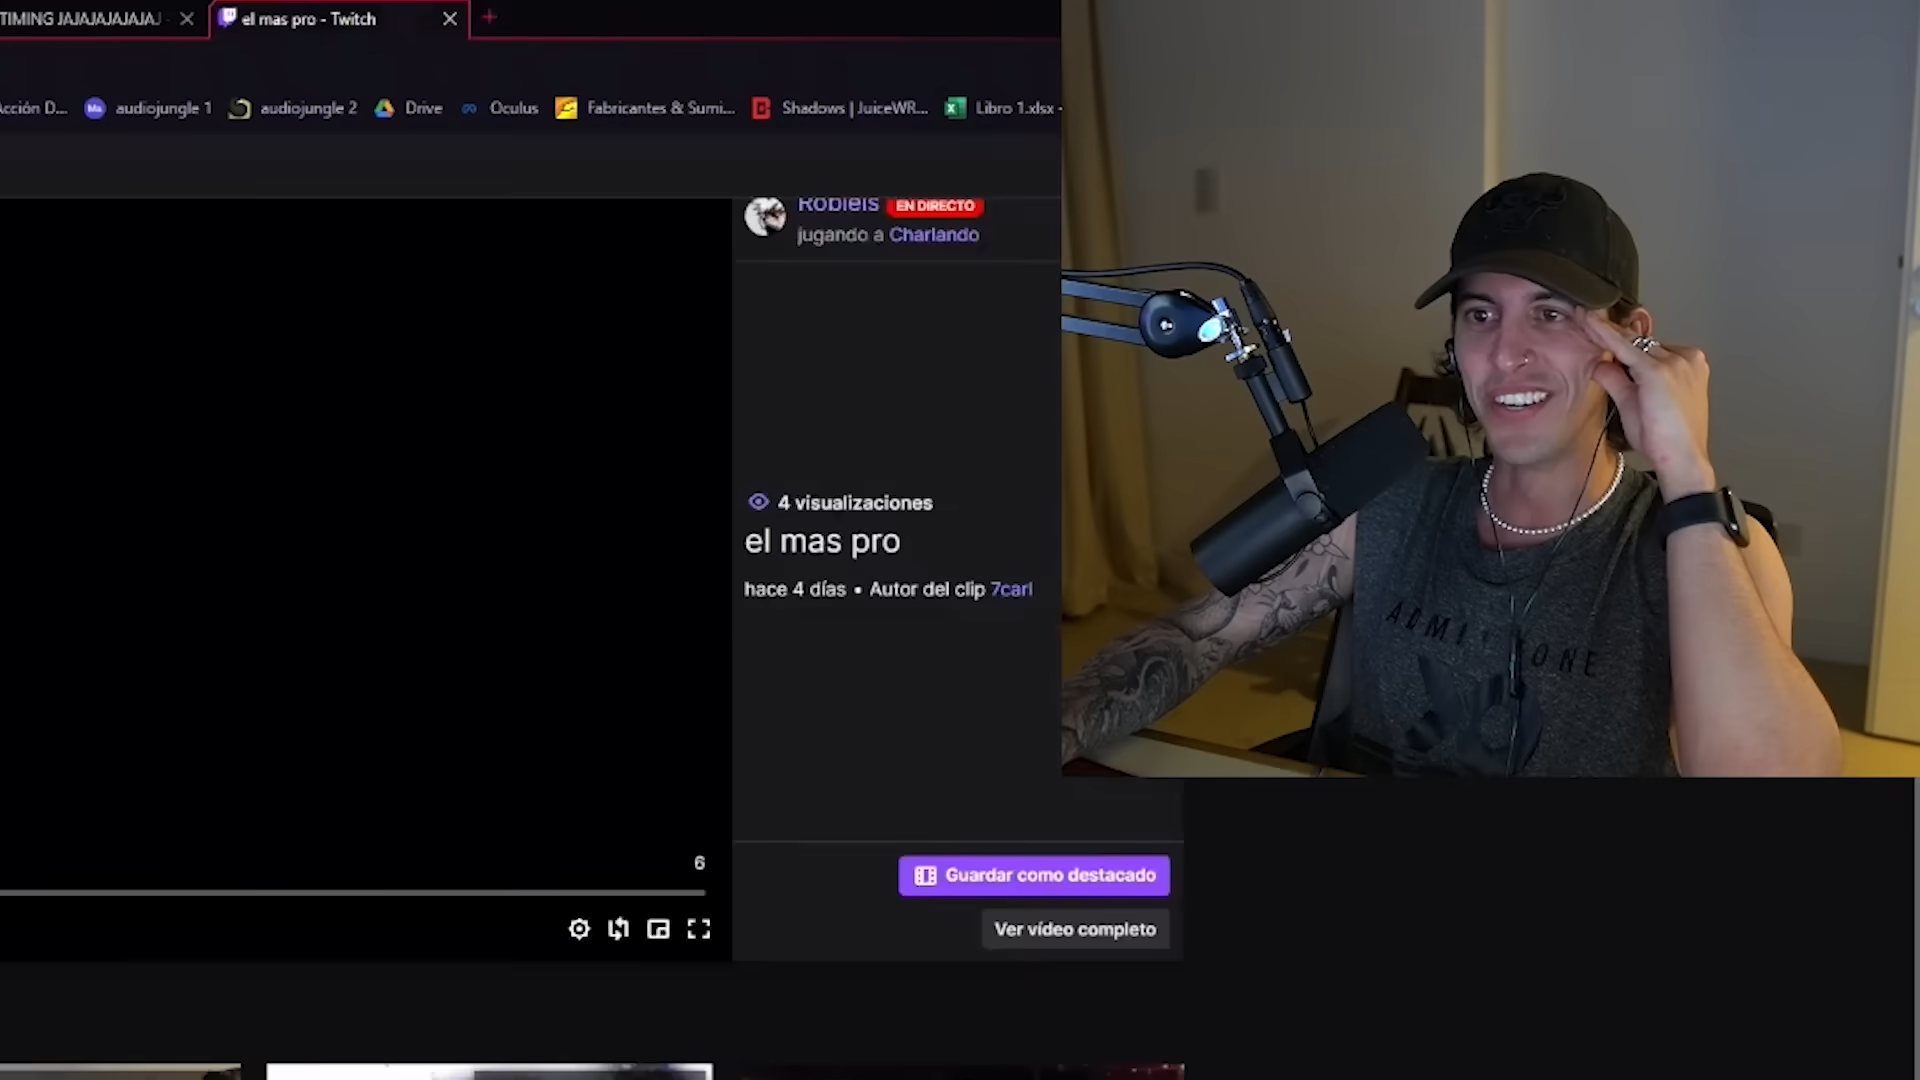 TIMING JAJAJAJAJAJ
el mas pro - Twitch
Acción D...
audiojungle 1
audiojungle 2
Drive
Oculus
Fabricantes & Sumi...
Shadows | JuiceWR...
Libro 1.xlsx -
Robleis EN DIRECTO
jugando a Charlando
4 visualizaciones
el mas pro
hace 4 días • Autor del clip 7carl
6
Guardar como destacado
Ver vídeo completo